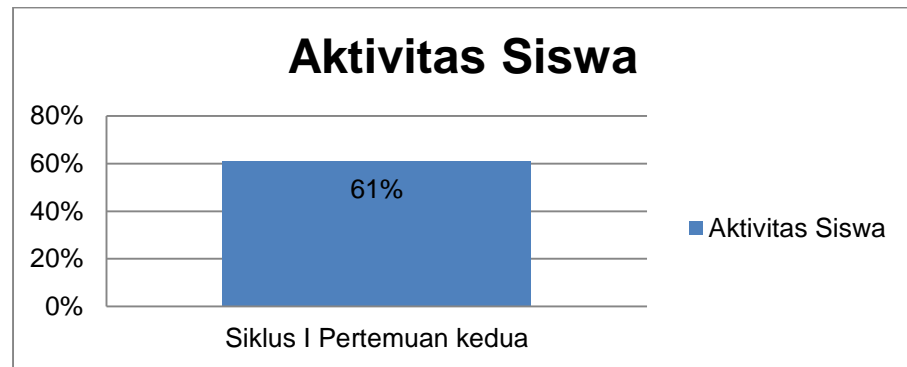 Aktivitas Siswa
80%
60%
40%
20%
0%
61%
Siklus I Pertemuan kedua
Aktivitas Siswa